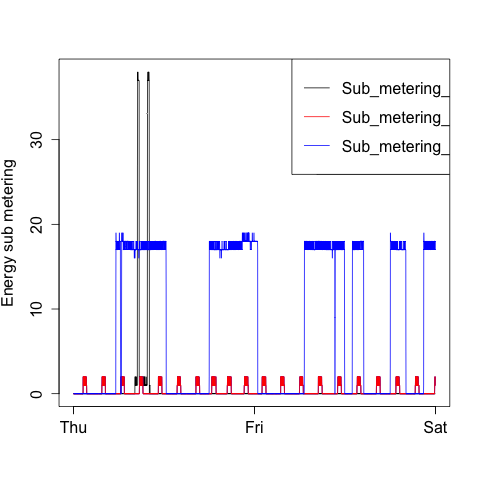 Energy sub metering
30
20
10
0
Sub_metering_
Sub_metering_
Sub_metering_
Thu Fri Sat